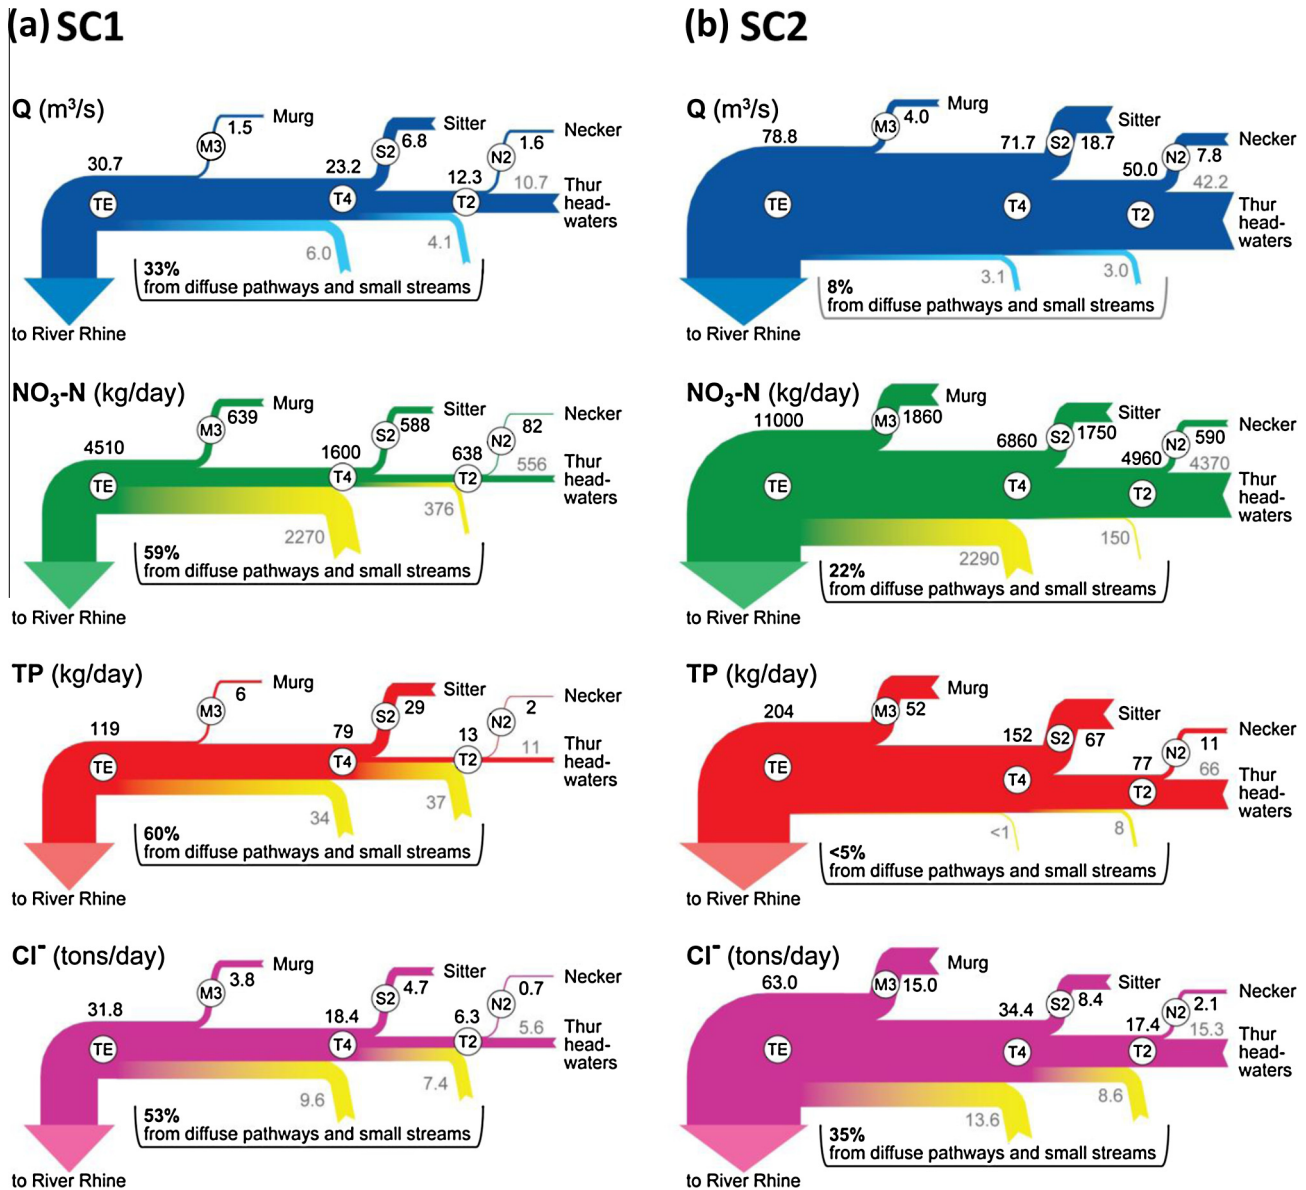 (a) SC1
Q (m³/s)
Murg
1.5
M3
Sitter
6.8
S2
Necker
1.6
N2
30.7
23.2
12.3
10.7
TE
T4
T2
Thur
head-
waters
6.0
4.1
33%
from diffuse pathways and small streams
to River Rhine
NO₃-N (kg/day)
Murg
639
M3
Sitter
588
S2
Necker
82
N2
4510
1600
638
556
TE
T4
T2
Thur
head-
waters
2270
376
59%
from diffuse pathways and small streams
to River Rhine
TP (kg/day)
Murg
6
M3
Sitter
29
S2
Necker
2
N2
119
79
13
11
TE
T4
T2
Thur
head-
waters
34
37
60%
from diffuse pathways and small streams
to River Rhine
Cl⁻ (tons/day)
Murg
3.8
M3
Sitter
4.7
S2
Necker
0.7
N2
31.8
18.4
6.3
5.6
TE
T4
T2
Thur
head-
waters
9.6
7.4
53%
from diffuse pathways and small streams
to River Rhine
(b) SC2
Q (m³/s)
Murg
4.0
M3
Sitter
18.7
S2
Necker
7.8
N2
78.8
71.7
50.0
42.2
TE
T4
T2
Thur
head-
waters
3.1
3.0
8%
from diffuse pathways and small streams
to River Rhine
NO₃-N (kg/day)
Murg
1860
M3
Sitter
1750
S2
Necker
590
N2
11000
6860
4960
4370
TE
T4
T2
Thur
head-
waters
2290
150
22%
from diffuse pathways and small streams
to River Rhine
TP (kg/day)
Murg
52
M3
Sitter
67
S2
Necker
11
N2
204
152
77
66
TE
T4
T2
Thur
head-
waters
<1
8
<5%
from diffuse pathways and small streams
to River Rhine
Cl⁻ (tons/day)
Murg
15.0
M3
Sitter
8.4
S2
Necker
2.1
N2
63.0
34.4
17.4
15.3
TE
T4
T2
Thur
head-
waters
13.6
8.6
35%
from diffuse pathways and small streams
to River Rhine